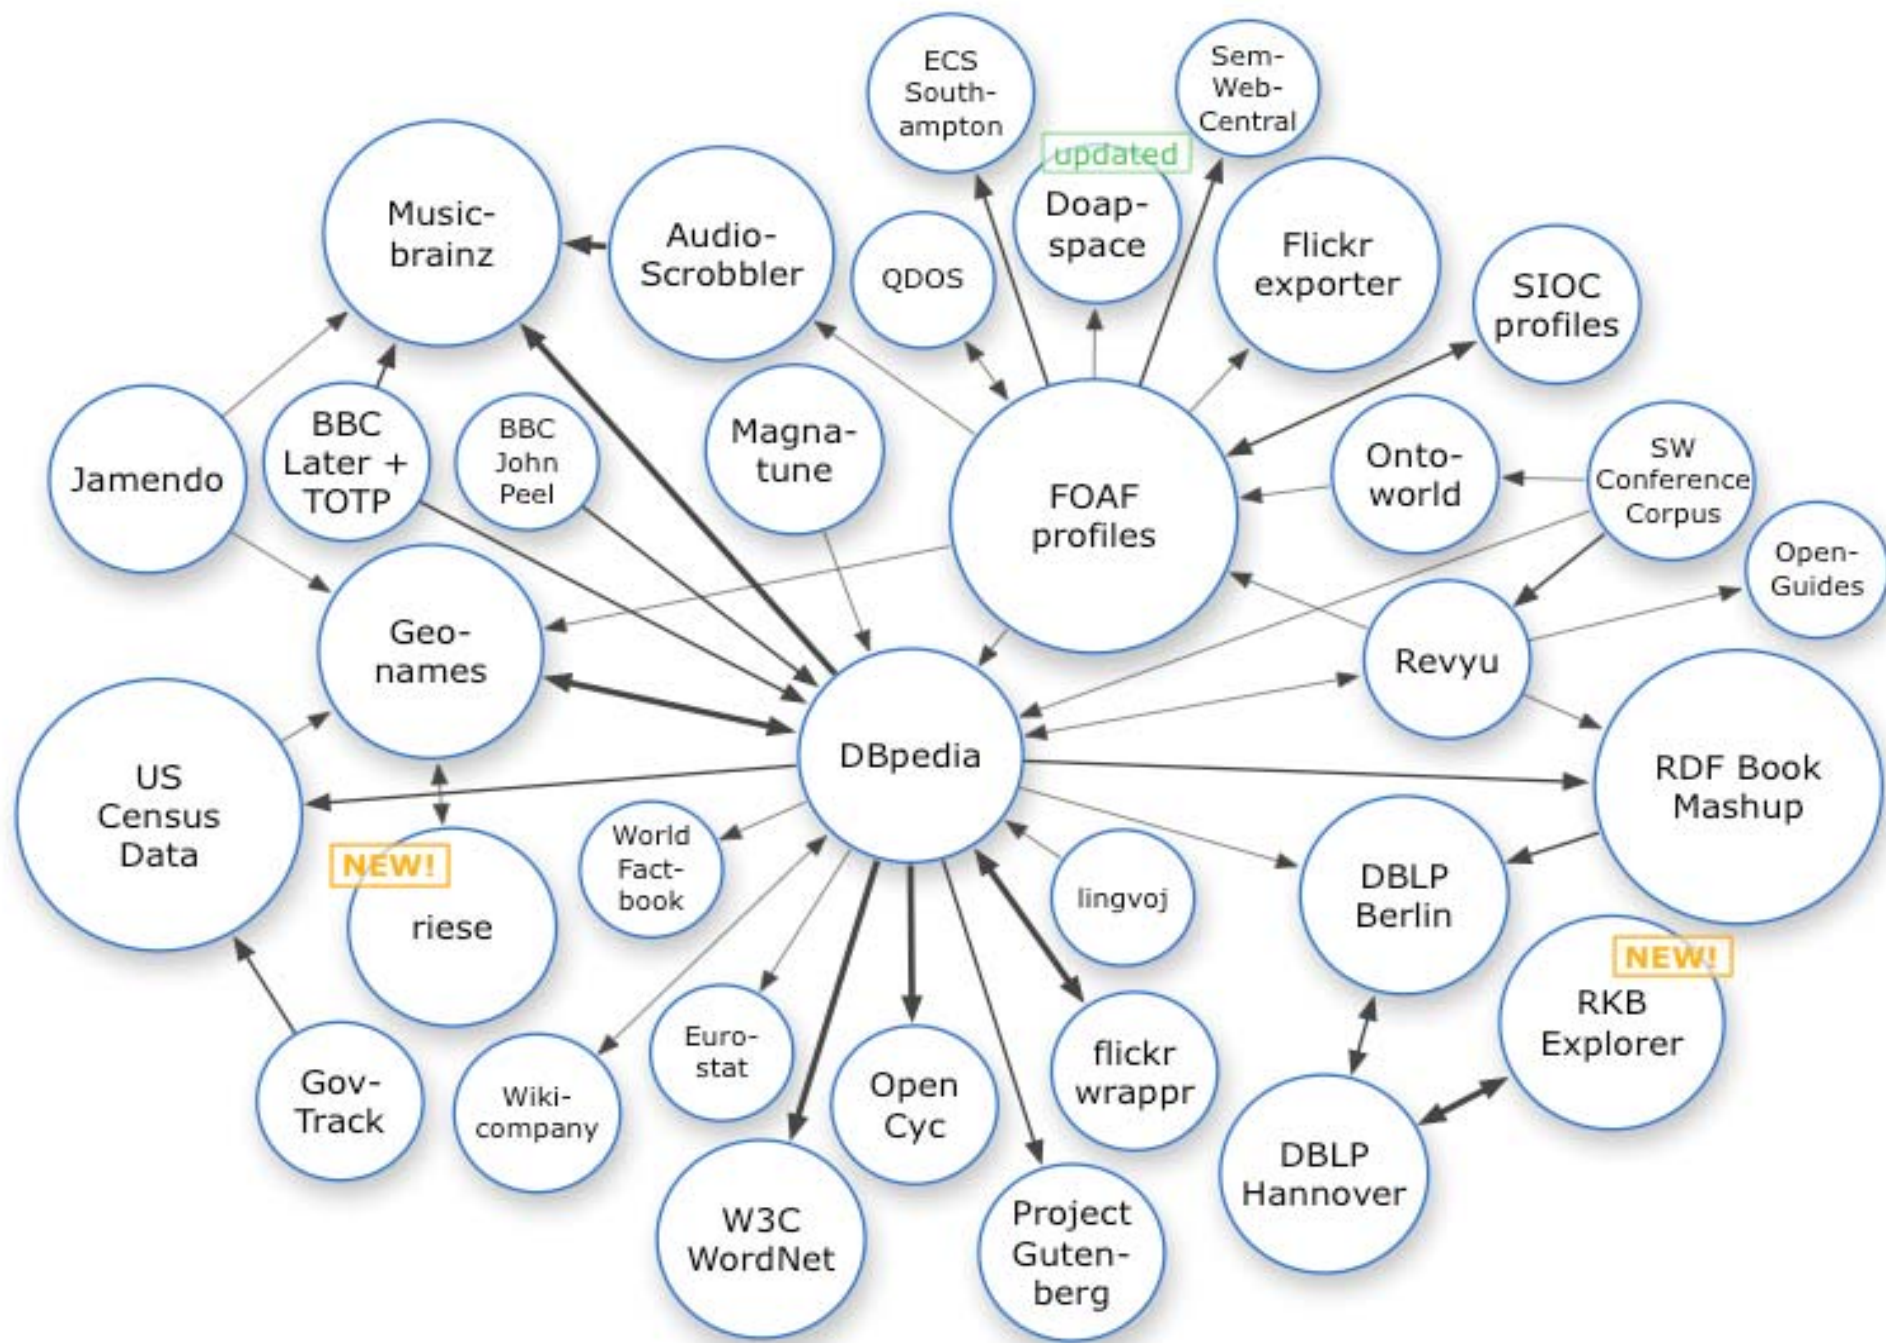 ECS
South-
ampton
Sem-
Web-
Central
updated
Doap-
space
Music-
brainz
Audio-
Scrobbler
QDOS
Flickr
exporter
SIOC
profiles
Jamendo
BBC
Later +
TOTP
BBC
John
Peel
Magna-
tune
FOAF
profiles
Onto-
world
SW
Conference
Corpus
Open-
Guides
Geo-
names
Revyu
US
Census
Data
DBpedia
RDF Book
Mashup
NEW!
riese
World
Fact-
book
lingvoj
DBLP
Berlin
NEW!
RKB
Explorer
Gov-
Track
Wiki-
company
Euro-
stat
Open
Cyc
flickr
wrappr
DBLP
Hannover
W3C
WordNet
Project
Guten-
berg